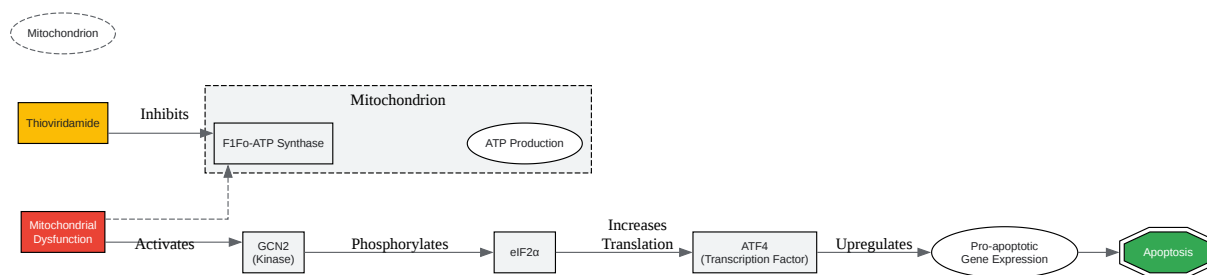 Mitochondrion
Mitochondrion
Thioviridamide
Inhibits
F1Fo-ATP Synthase
ATP Production
Mitochondrial
Dysfunction
Activates
GCN2
(Kinase)
Phosphorylates
eIF2α
Increases
Translation
ATF4
(Transcription Factor)
Upregulates
Pro-apoptotic
Gene Expression
Apoptosis